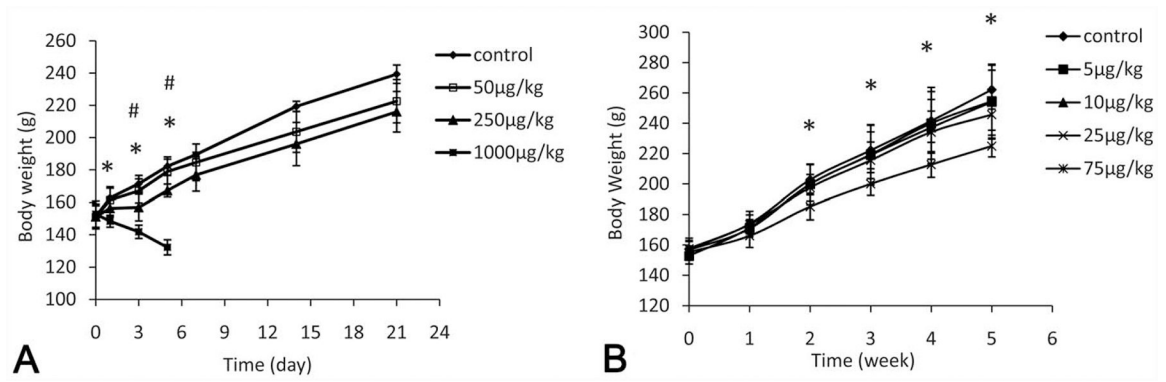 260
240
220
200
180
160
140
120
100
Body weight (g)
0 3 6 9 12 15 18 21 24
Time (day)
* # * # *
control
50µg/kg
250µg/kg
1000µg/kg
A
300
280
260
240
220
200
180
160
140
120
Body Weight (g)
0 1 2 3 4 5 6
Time (week)
* * * *
control
5µg/kg
10µg/kg
25µg/kg
75µg/kg
B